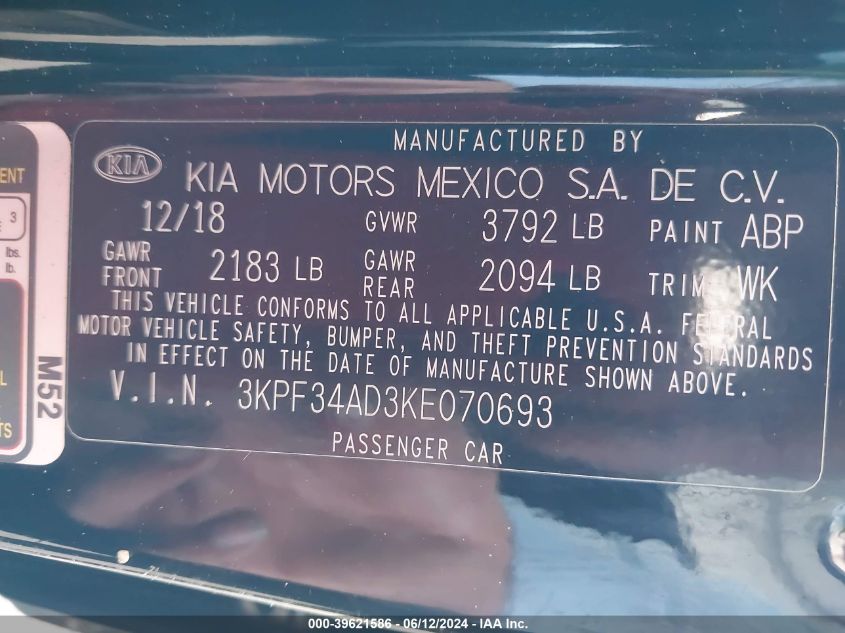 MANUFACTURED BY
KIA KIA MOTORS MEXICO S.A. DE C.V.
12/18 GVWR 3792 LB PAINT ABP
GAWR FRONT 2183 LB GAWR REAR 2094 LB TRIM WK
THIS VEHICLE CONFORMS TO ALL APPLICABLE U.S.A. FEDERAL
MOTOR VEHICLE SAFETY, BUMPER, AND THEFT PREVENTION STANDARDS
IN EFFECT ON THE DATE OF MANUFACTURE SHOWN ABOVE.
V.I.N. 3KPF34AD3KE070693
PASSENGER CAR
3
lbs.
lb.
M52
000-39621586 - 06/12/2024 - IAA Inc.